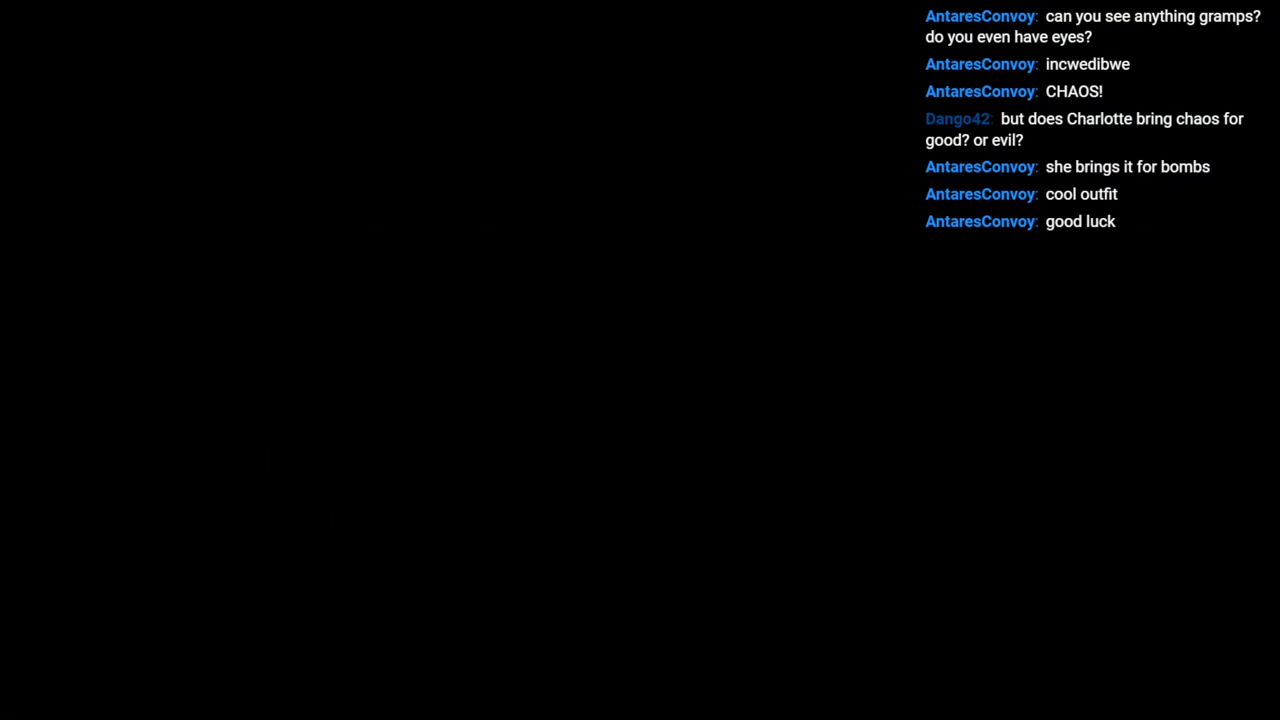 AntaresConvoy: can you see anything gramps?
do you even have eyes?
AntaresConvoy: incwedibwe
AntaresConvoy: CHAOS!
Dango42: but does Charlotte bring chaos for
good? or evil?
AntaresConvoy: she brings it for bombs
AntaresConvoy: cool outfit
AntaresConvoy: good luck